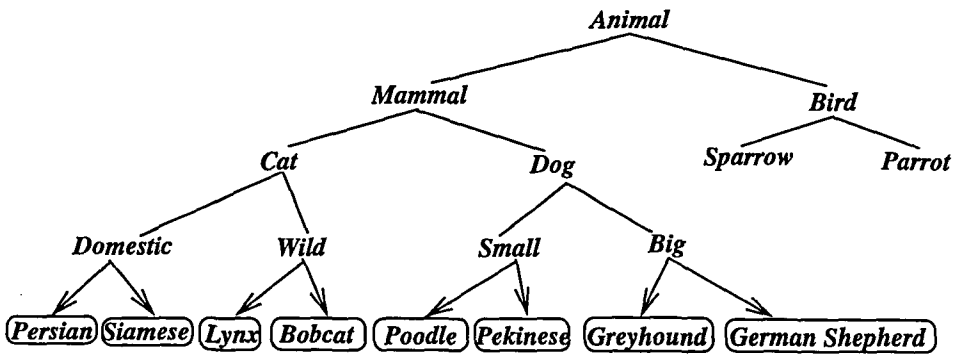 Animal
Mammal Bird
Cat Dog Sparrow Parrot
Domestic Wild Small Big
Persian Siamese Lynx Bobcat Poodle Pekinese Greyhound German Shepherd